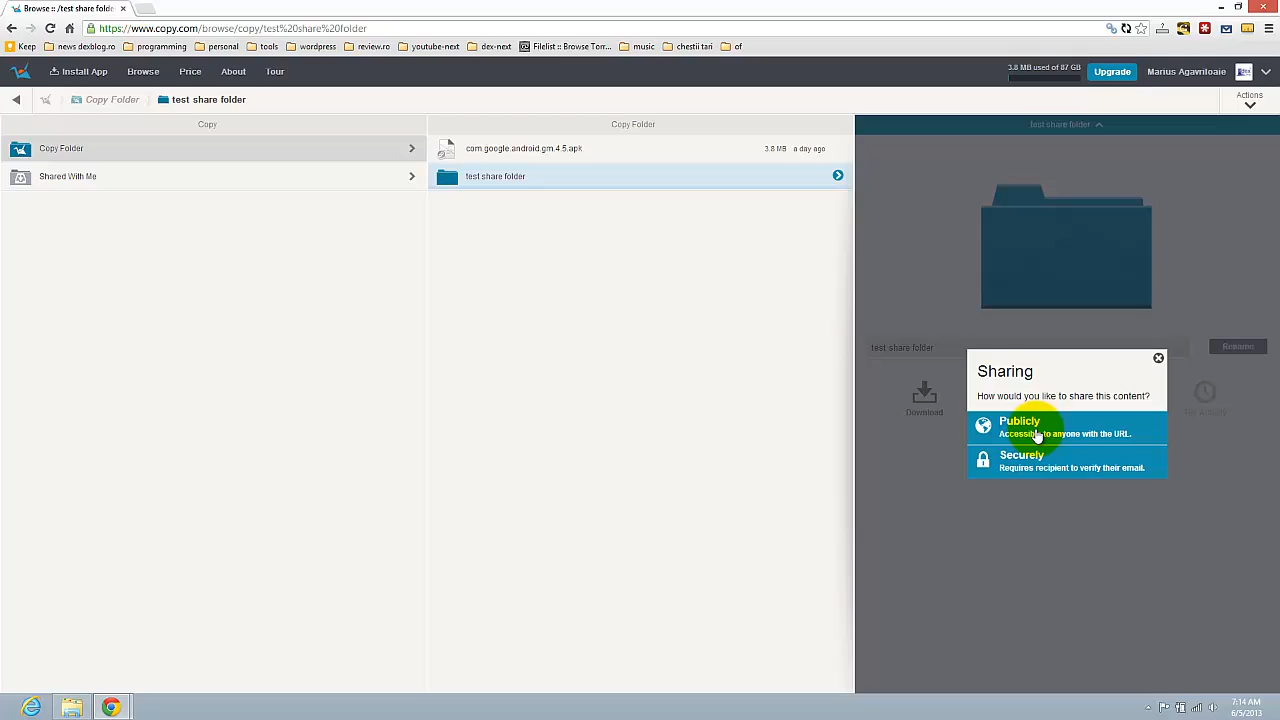 Browse :: /test share folde
https://www.copy.com/browse/copy/test%20share%20folder
Keep news dexblog.ro programming personal tools wordpress review.ro youtube-next dex-next Filelist :: Browse Torr... music chestii tari of
Install App Browse Price About Tour 3.8 MB used of 87 GB Upgrade Marius Agavriloaie
Copy Folder test share folder Actions
Copy Copy Folder test share folder
Copy Folder com.google.android.gm.4.5.apk 3.8 MB a day ago
Shared With Me test share folder
test share folder Rename
Sharing
How would you like to share this content?
Download
Publicly
Accessible to anyone with the URL.
Securely
Requires recipient to verify their email.
7:14 AM
6/5/2013